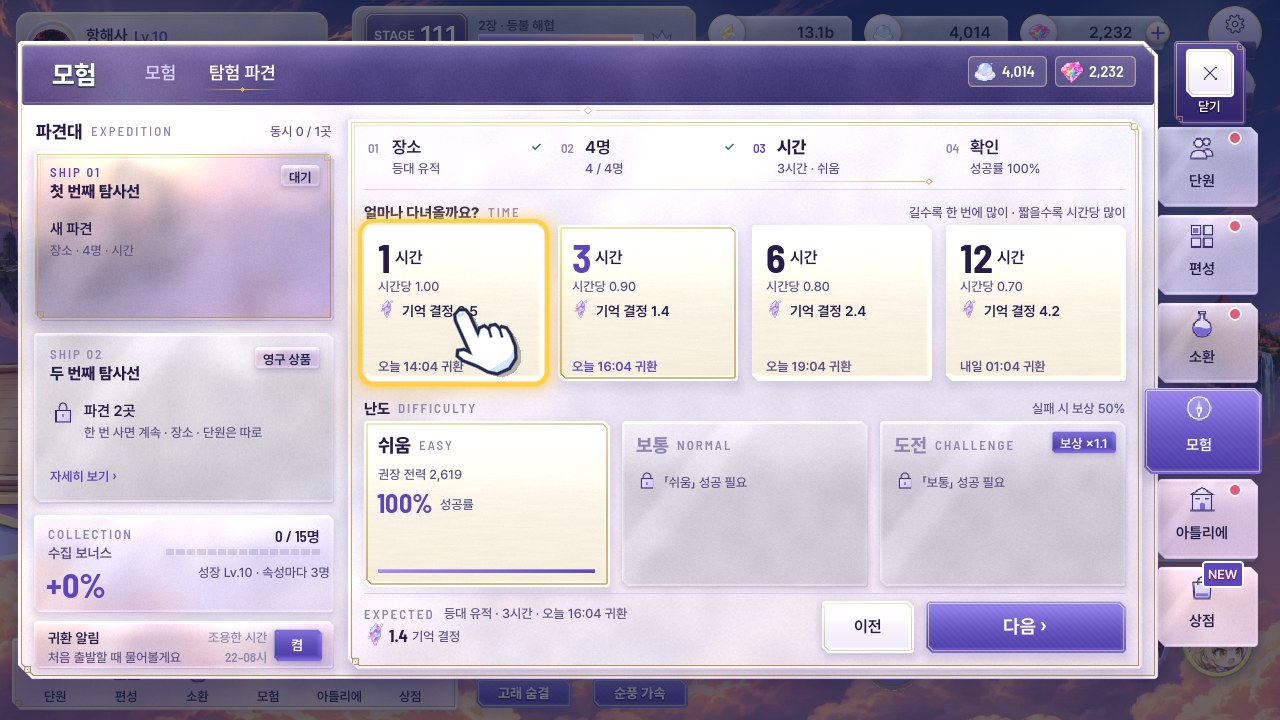 항해사 Lv.10
STAGE 111
2장 · 등불 해협
13.1b
4,014
2,232
모험
모험
탐험 파견
4,014
2,232
닫기
파견대 EXPEDITION
동시 0 / 1곳
SHIP 01
첫 번째 탐사선
대기
새 파견
장소 · 4명 · 시간
SHIP 02
두 번째 탐사선
영구 상품
파견 2곳
한 번 사면 계속 · 장소 · 단원은 따로
자세히 보기 ›
COLLECTION
수집 보너스
0 / 15명
+0%
성장 Lv.10 · 속성마다 3명
귀환 알림
처음 출발할 때 물어볼게요
조용한 시간
22–08시
켬
01 장소
등대 유적
02 4명
4 / 4명
03 시간
3시간 · 쉬움
04 확인
성공률 100%
얼마나 다녀올까요? TIME
길수록 한 번에 많이 · 짧을수록 시간당 많이
1 시간
시간당 1.00
기억 결정
오늘 14:04 귀환
3 시간
시간당 0.90
기억 결정 1.4
오늘 16:04 귀환
6 시간
시간당 0.80
기억 결정 2.4
오늘 19:04 귀환
12 시간
시간당 0.70
기억 결정 4.2
내일 01:04 귀환
난도 DIFFICULTY
실패 시 보상 50%
쉬움 EASY
권장 전력 2,619
100% 성공률
보통 NORMAL
「쉬움」 성공 필요
도전 CHALLENGE
보상 ×1.1
「보통」 성공 필요
EXPECTED 등대 유적 · 3시간 · 오늘 16:04 귀환
1.4 기억 결정
이전
다음 ›
단원
편성
소환
모험
아틀리에
NEW
상점
단원
편성
소환
모험
아틀리에
상점
고래 숨결
순풍 가속